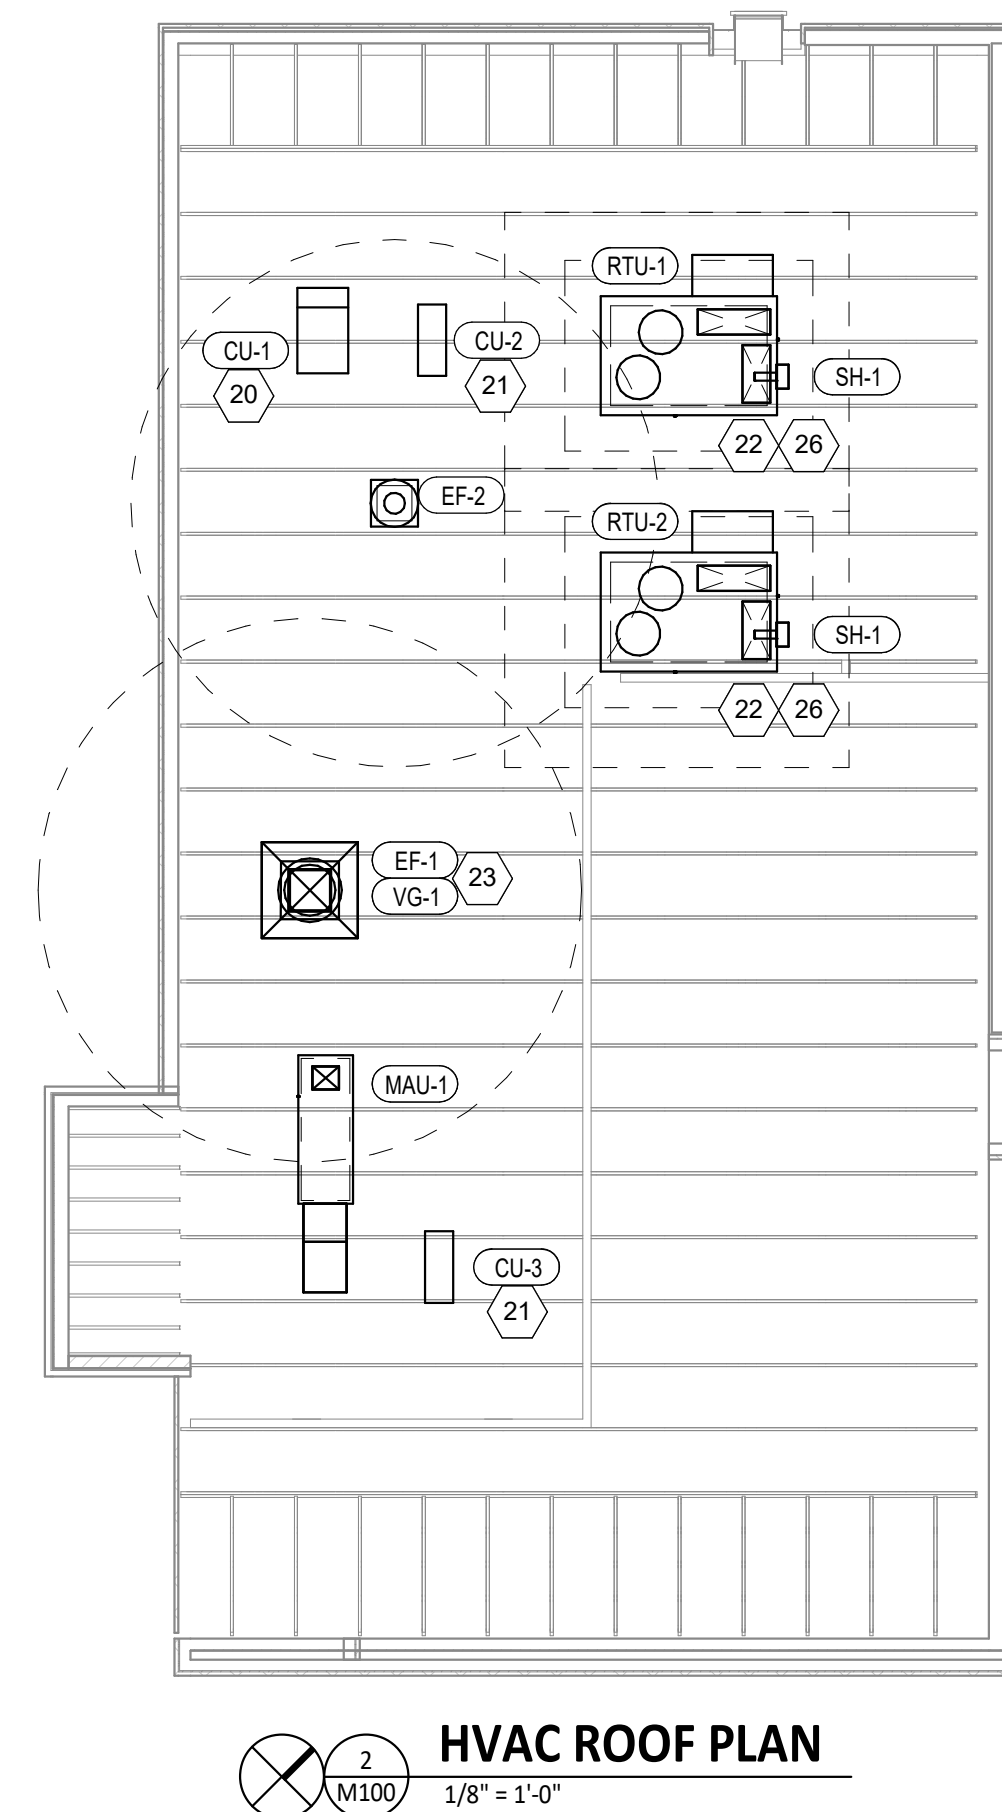 RTU-1
CU-1
CU-2
20
21
SH-1
22 26
EF-2
RTU-2
SH-1
22 26
EF-1
VG-1
23
MAU-1
CU-3
21
HVAC ROOF PLAN
2
M100
1/8" = 1'-0"